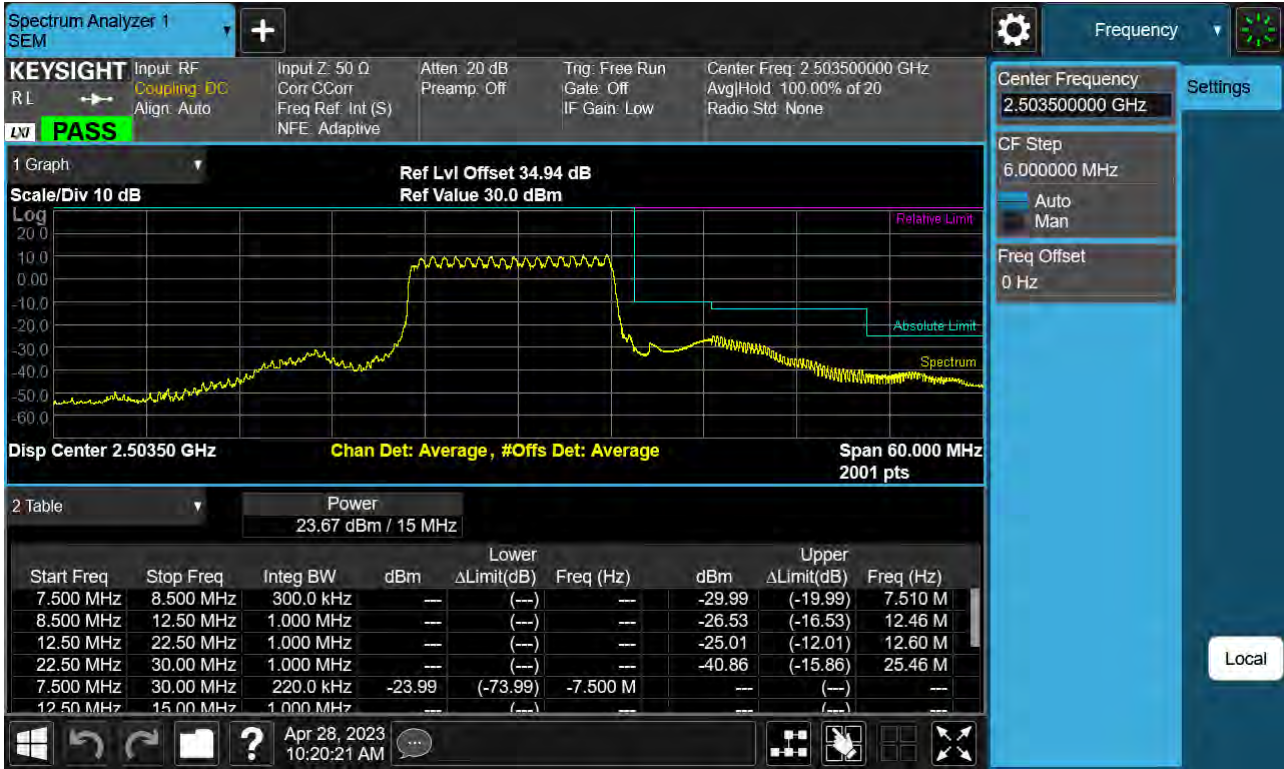 Spectrum Analyzer 1
SEM
+
Frequency
KEYSIGHT
R L
LXI
PASS
Input: RF
Coupling: DC
Align: Auto
Input Z: 50 Ω
Corr CCorr
Freq Ref: Int (S)
NFE: Adaptive
Atten: 20 dB
Preamp: Off
Trig: Free Run
Gate: Off
IF Gain: Low
Center Freq: 2.503500000 GHz
Avg|Hold: 100.00% of 20
Radio Std: None
Center Frequency
2.503500000 GHz
Settings
CF Step
6.000000 MHz
Auto
Man
Freq Offset
0 Hz
Local
1 Graph
Ref Lvl Offset 34.94 dB
Scale/Div 10 dB
Ref Value 30.0 dBm
Log
20.0
10.0
0.00
-10.0
-20.0
-30.0
-40.0
-50.0
-60.0
Relative Limit
Absolute Limit
Spectrum
Disp Center 2.50350 GHz
Chan Det: Average, #Offs Det: Average
Span 60.000 MHz
2001 pts
2 Table
Power
23.67 dBm / 15 MHz
Lower Upper
Start Freq Stop Freq Integ BW dBm ΔLimit(dB) Freq (Hz) dBm ΔLimit(dB) Freq (Hz)
7.500 MHz 8.500 MHz 300.0 kHz --- (---) --- -29.99 (-19.99) 7.510 M
8.500 MHz 12.50 MHz 1.000 MHz --- (---) --- -26.53 (-16.53) 12.46 M
12.50 MHz 22.50 MHz 1.000 MHz --- (---) --- -25.01 (-12.01) 12.60 M
22.50 MHz 30.00 MHz 1.000 MHz --- (---) --- -40.86 (-15.86) 25.46 M
7.500 MHz 30.00 MHz 220.0 kHz -23.99 (-73.99) -7.500 M --- (---) ---
12.50 MHz 15.00 MHz 1.000 MHz --- (---) --- --- (---) ---
?
Apr 28, 2023
10:20:21 AM